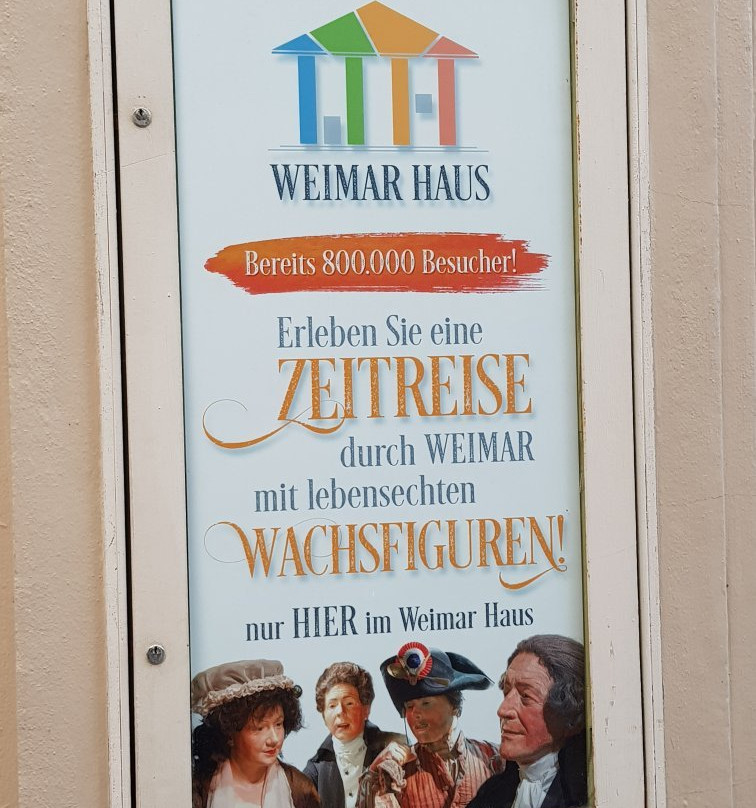 WEIMAR HAUS
Bereits 800.000 Besucher!
Erleben Sie eine
ZEITREISE
durch WEIMAR
mit lebensechten
WACHSFIGUREN!
nur HIER im Weimar Haus